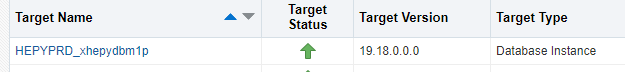 Target Name Target Status Target Version Target Type
HEPYPRD_xhepydbm1p 19.18.0.0.0 Database Instance